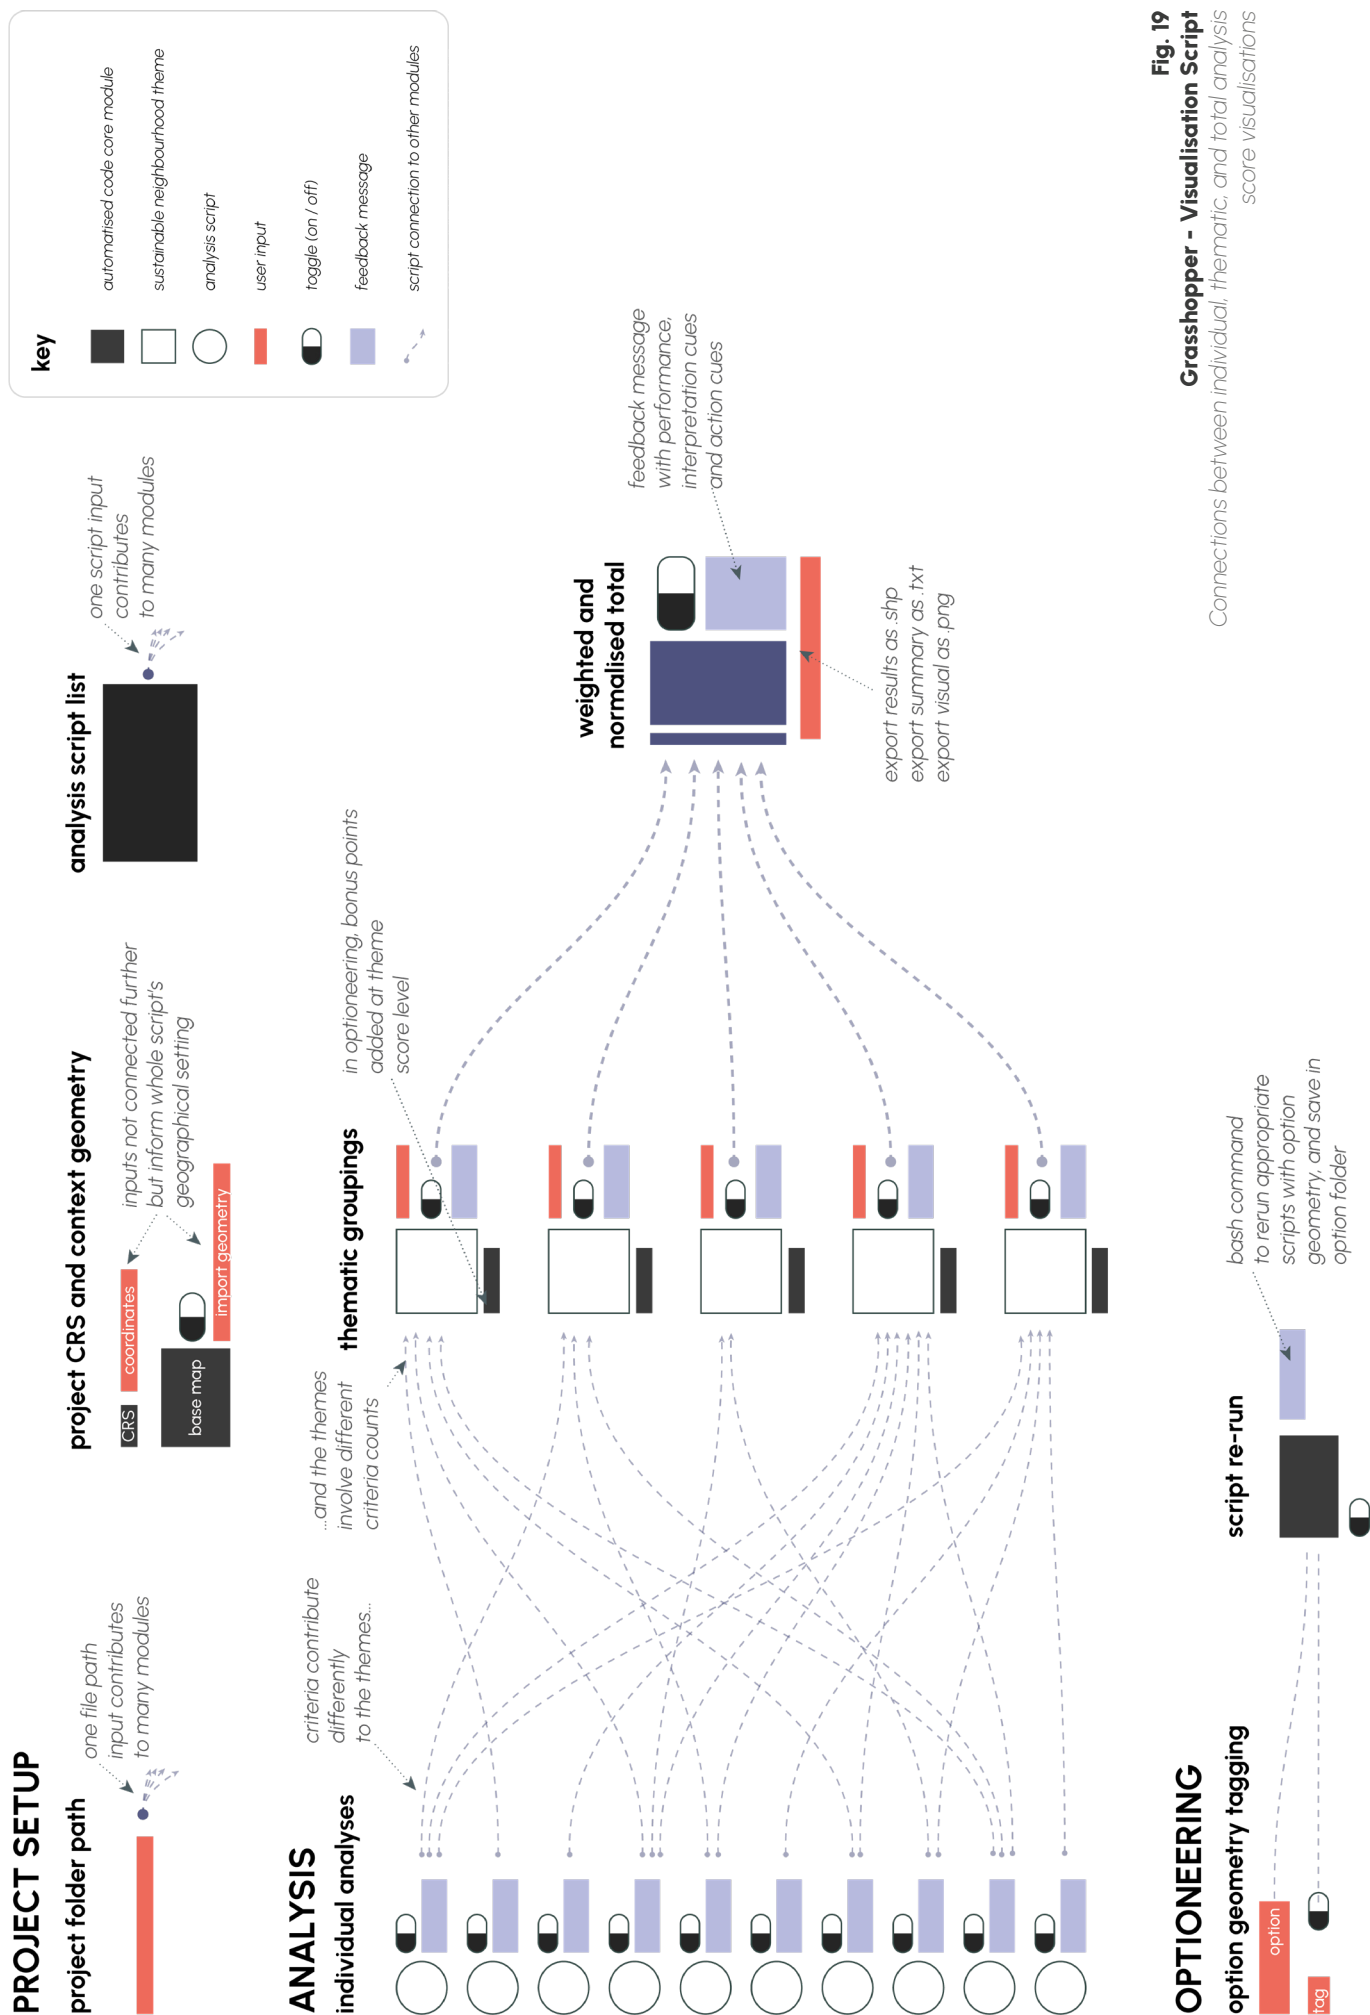 PROJECT SETUP
project folder path
one file path
input contributes
to many modules
project CRS and context geometry
CRS
coordinates
base map
import geometry
inputs not connected further
but inform whole script's
geographical setting
analysis script list
one script input
contributes
to many modules
key
automatised code core module
sustainable neighbourhood theme
analysis script
user input
toggle (on / off)
feedback message
script connection to other modules
ANALYSIS
individual analyses
criteria contribute
differently
to the themes...
...and the themes
involve different
criteria counts
thematic groupings
in optioneering, bonus points
added at theme
score level
weighted and
normalised total
feedback message
with performance,
interpretation cues
and action cues
export results as .shp
export summary as .txt
export visual as .png
OPTIONEERING
option geometry tagging
option
tag
script re-run
bash command
to rerun appropriate
scripts with option
geometry, and save in
option folder
Fig. 19
Grasshopper - Visualisation Script
Connections between individual, thematic, and total analysis
score visualisations